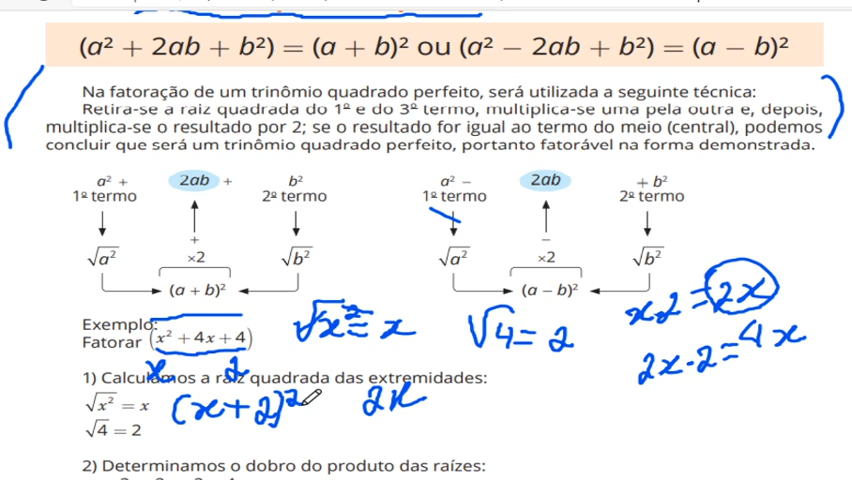 (a² + 2ab + b²) = (a + b)² ou (a² − 2ab + b²) = (a − b)²
Na fatoração de um trinômio quadrado perfeito, será utilizada a seguinte técnica:
Retira-se a raiz quadrada do 1º e do 3º termo, multiplica-se uma pela outra e, depois,
multiplica-se o resultado por 2; se o resultado for igual ao termo do meio (central), podemos
concluir que será um trinômio quadrado perfeito, portanto fatorável na forma demonstrada.
a² + 2ab + b² a² − 2ab + b²
1º termo 2º termo 1º termo 2º termo
+ −
√a² ×2 √b² √a² ×2 √b²
(a + b)² (a − b)²
x2 = 2x
Exemplo: √x² = x √4 = 2
Fatorar (x² + 4x + 4) 2x·2 = 4x
x 2
1) Calculamos a raiz quadrada das extremidades:
√x² = x (x+2)² 2x
√4 = 2
2) Determinamos o dobro do produto das raízes: